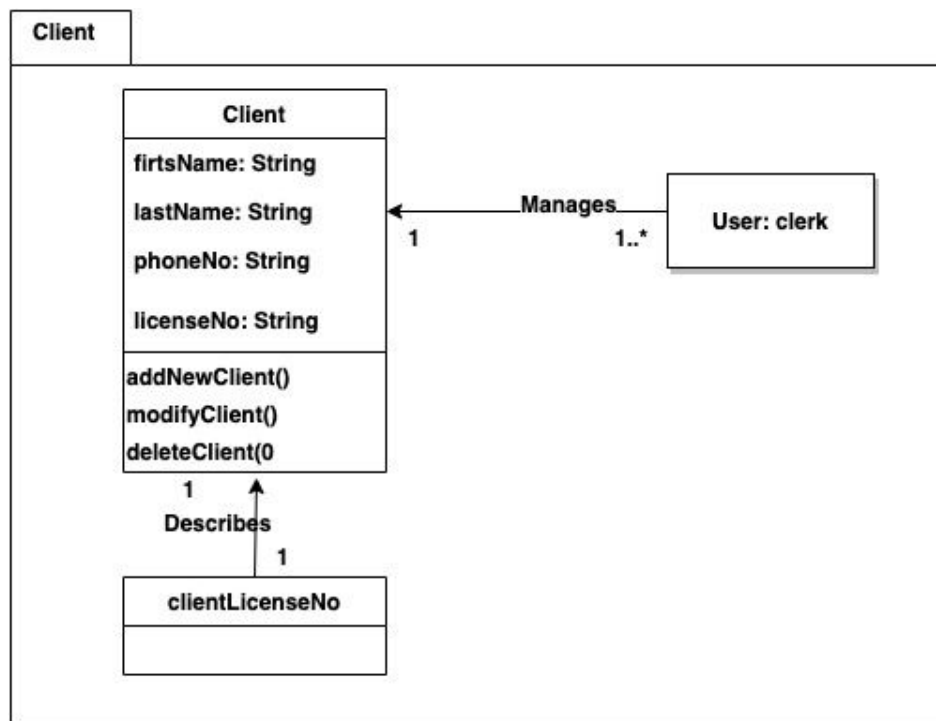 Client
Client
firtsName: String
lastName: String
phoneNo: String
licenseNo: String
addNewClient()
modifyClient()
deleteClient(0
Manages
1
1..*
User: clerk
1
Describes
1
clientLicenseNo